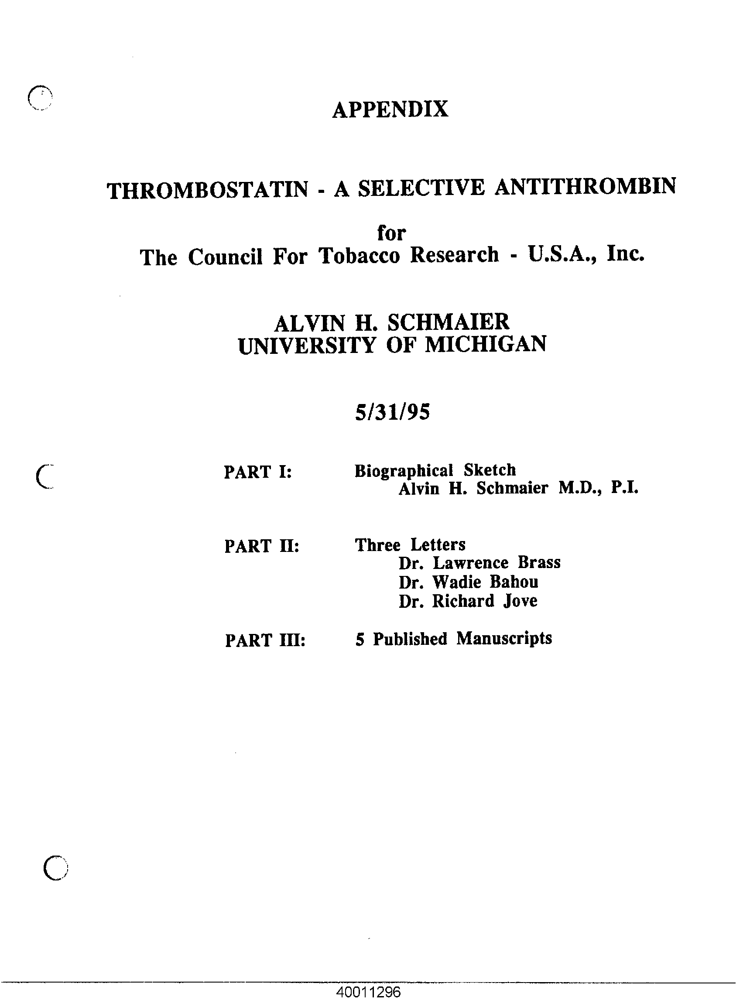 APPENDIX
THROMBOSTATIN - A SELECTIVE ANTITHROMBIN
for
The Council For Tobacco Research - U.S.A., Inc.
ALVIN H. SCHMAIER
UNIVERSITY OF MICHIGAN
5/31/95
PART I: Biographical Sketch
Alvin H. Schmaier M.D., P.I.
PART II: Three Letters
Dr. Lawrence Brass
Dr. Wadie Bahou
Dr. Richard Jove
PART III: 5 Published Manuscripts
40011296